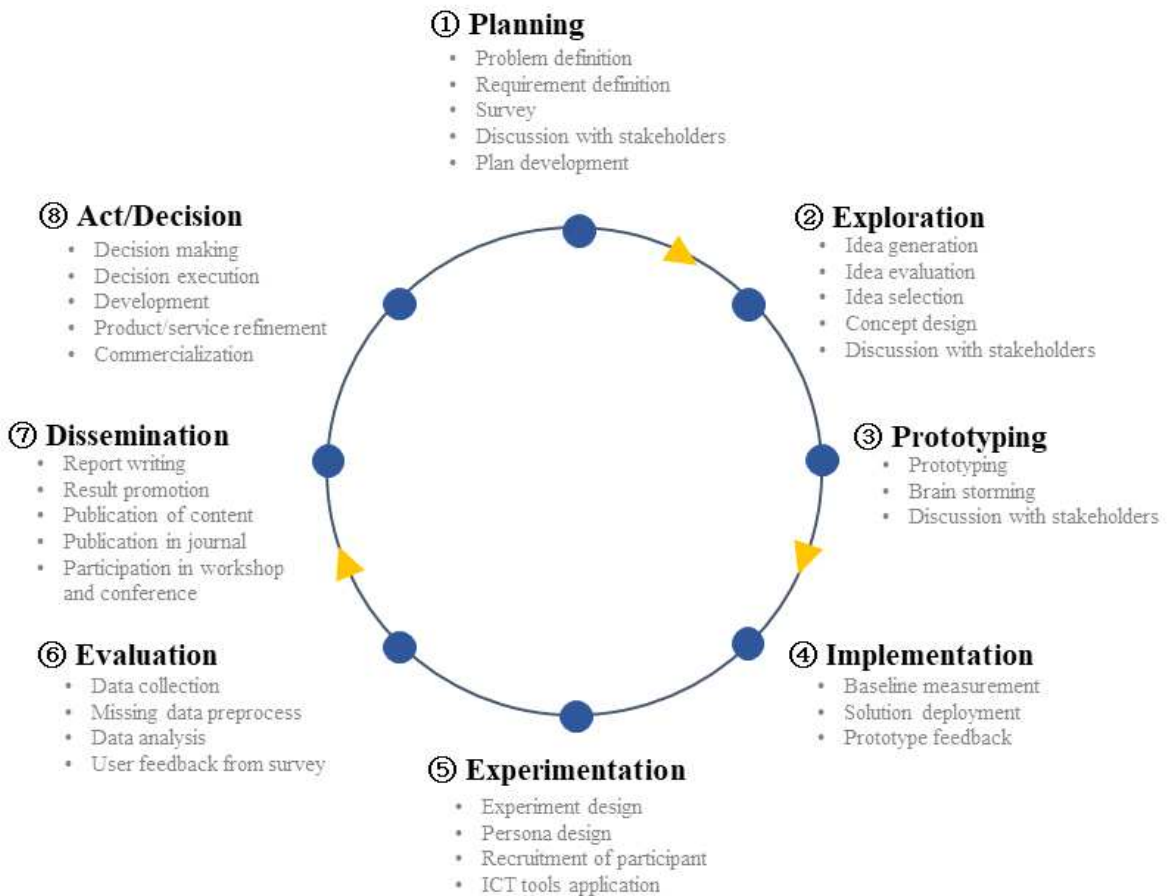 ① Planning
• Problem definition
• Requirement definition
• Survey
• Discussion with stakeholders
• Plan development
② Exploration
• Idea generation
• Idea evaluation
• Idea selection
• Concept design
• Discussion with stakeholders
③ Prototyping
• Prototyping
• Brain storming
• Discussion with stakeholders
④ Implementation
• Baseline measurement
• Solution deployment
• Prototype feedback
⑤ Experimentation
• Experiment design
• Persona design
• Recruitment of participant
• ICT tools application
⑥ Evaluation
• Data collection
• Missing data preprocess
• Data analysis
• User feedback from survey
⑦ Dissemination
• Report writing
• Result promotion
• Publication of content
• Publication in journal
• Participation in workshop
and conference
⑧ Act/Decision
• Decision making
• Decision execution
• Development
• Product/service refinement
• Commercialization